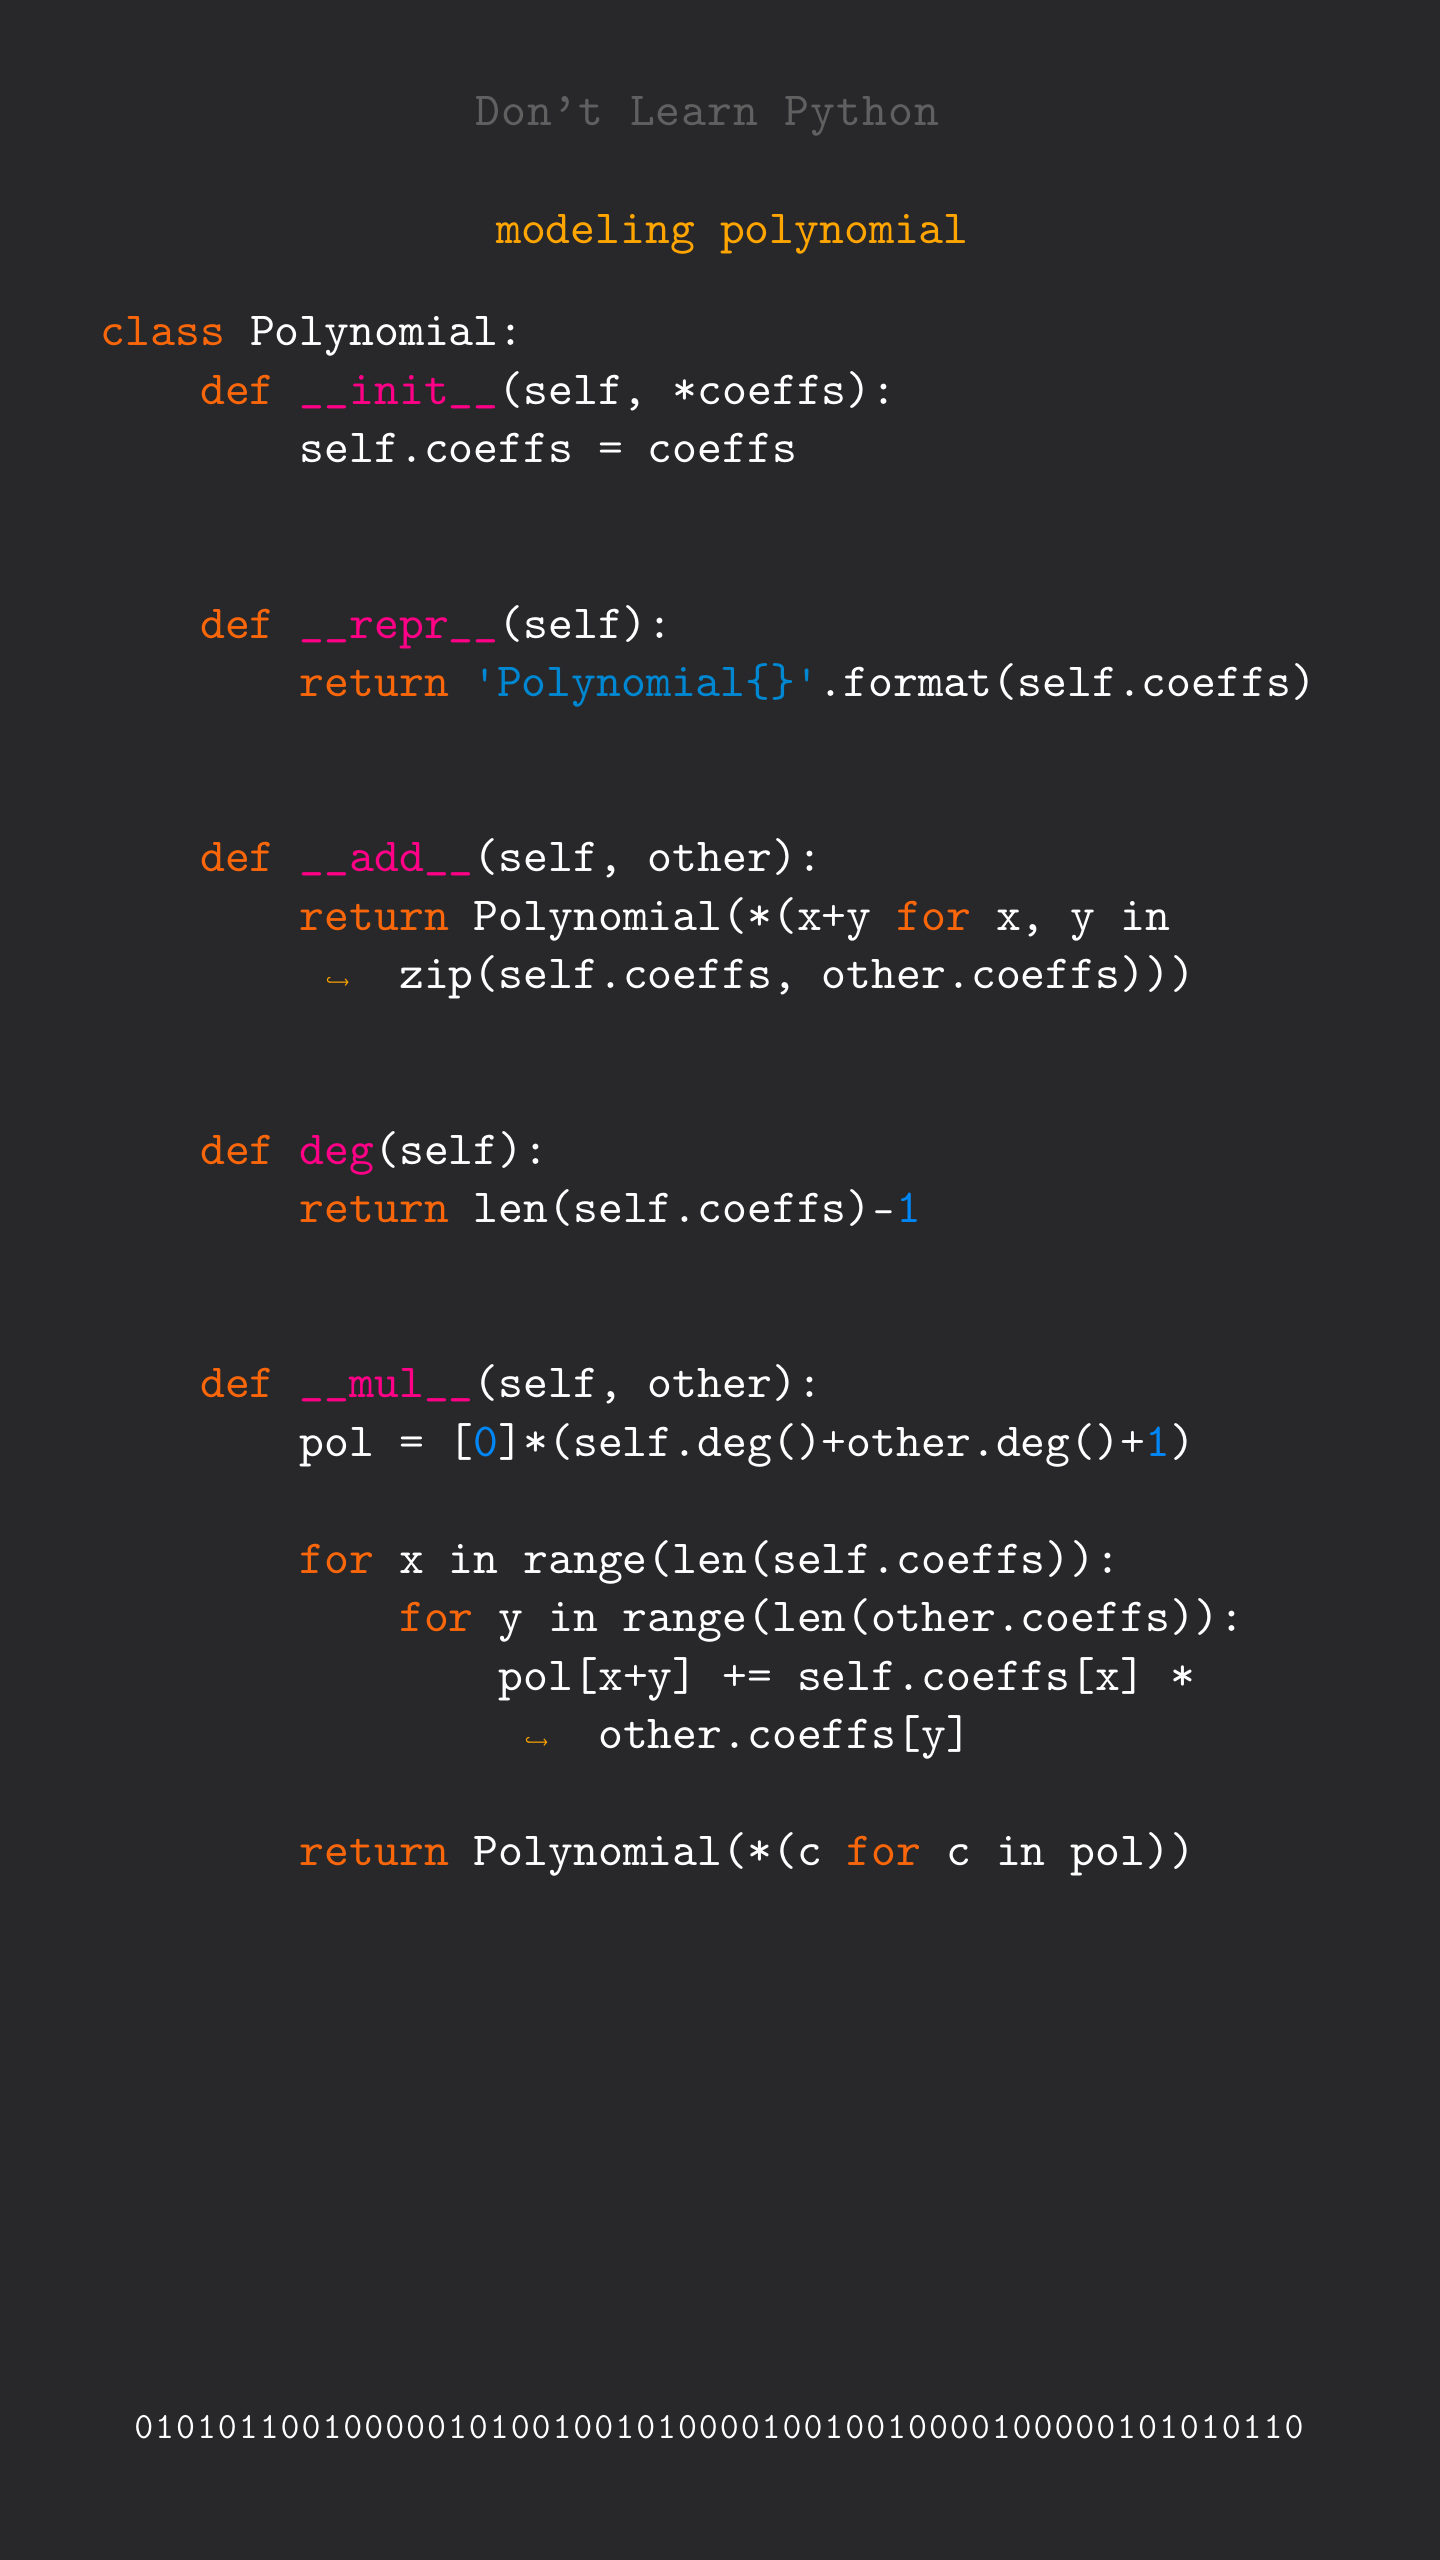 Don't Learn Python
modeling polynomial
class Polynomial:
    def __init__(self, *coeffs):
        self.coeffs = coeffs
    def __repr__(self):
        return 'Polynomial{}'.format(self.coeffs)
    def __add__(self, other):
        return Polynomial(*(x+y for x, y in
         ↪  zip(self.coeffs, other.coeffs)))
    def deg(self):
        return len(self.coeffs)-1
    def __mul__(self, other):
        pol = [0]*(self.deg()+other.deg()+1)
        for x in range(len(self.coeffs)):
            for y in range(len(other.coeffs)):
                pol[x+y] += self.coeffs[x] *
                 ↪  other.coeffs[y]
        return Polynomial(*(c for c in pol))
01010110010000010100100101000010010010000100000101010110